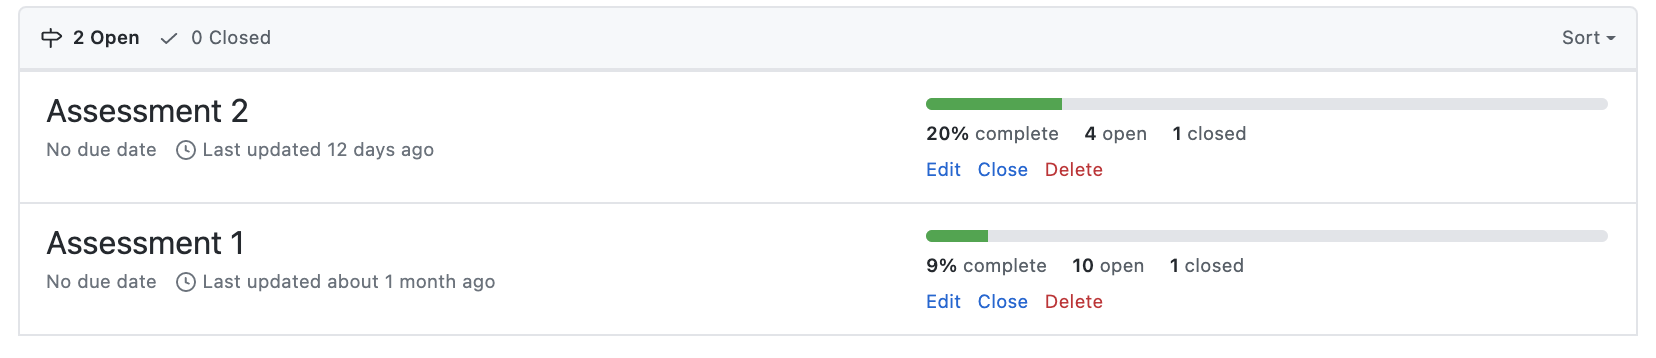 2 Open 0 Closed Sort
Assessment 2
No due date Last updated 12 days ago
20% complete 4 open 1 closed
Edit Close Delete
Assessment 1
No due date Last updated about 1 month ago
9% complete 10 open 1 closed
Edit Close Delete